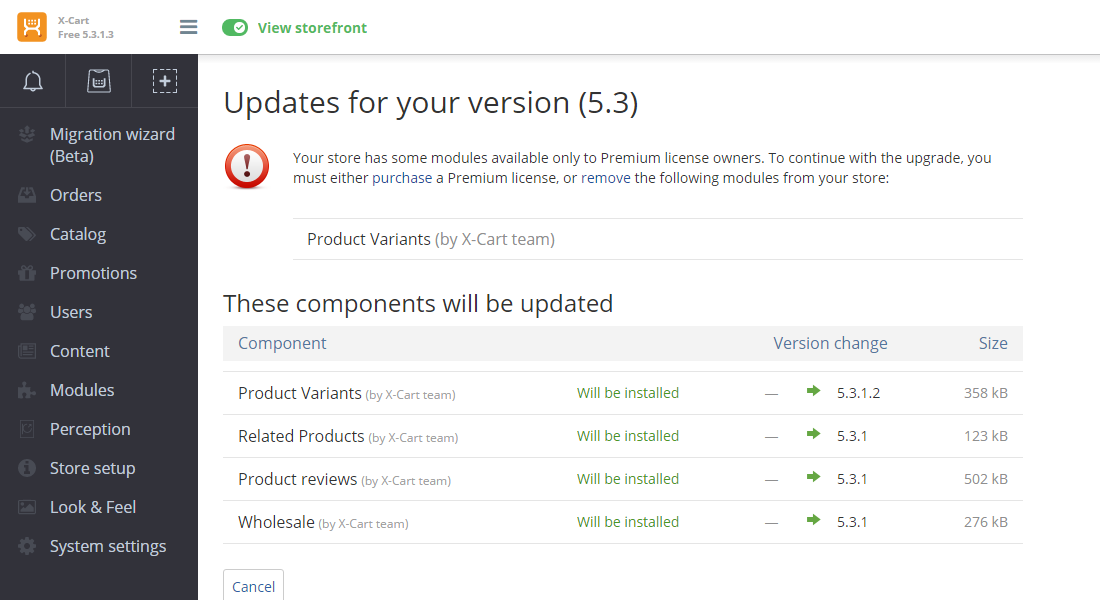 X-Cart
Free 5.3.1.3
View storefront
Migration wizard
(Beta)
Orders
Catalog
Promotions
Users
Content
Modules
Perception
Store setup
Look & Feel
System settings
Updates for your version (5.3)
Your store has some modules available only to Premium license owners. To continue with the upgrade, you
must either purchase a Premium license, or remove the following modules from your store:
Product Variants (by X-Cart team)
These components will be updated
Component Version change Size
Product Variants (by X-Cart team) Will be installed — 5.3.1.2 358 kB
Related Products (by X-Cart team) Will be installed — 5.3.1 123 kB
Product reviews (by X-Cart team) Will be installed — 5.3.1 502 kB
Wholesale (by X-Cart team) Will be installed — 5.3.1 276 kB
Cancel